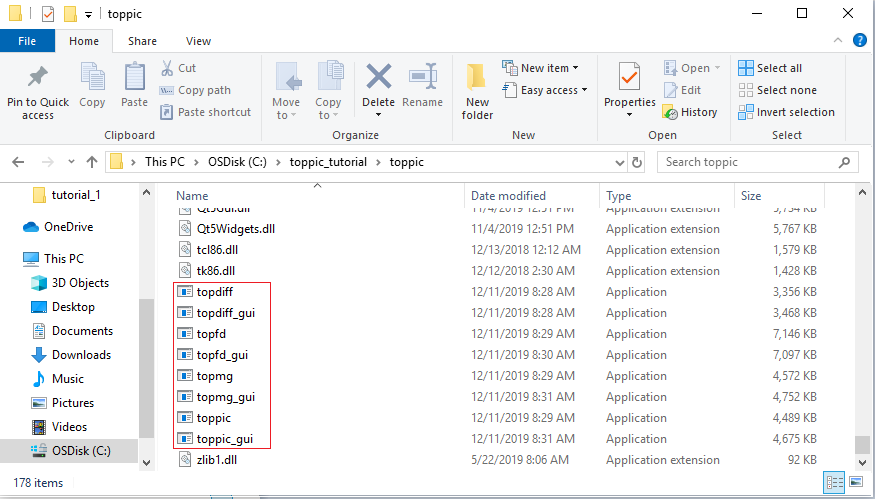 toppic
File Home Share View
Pin to Quick access
Copy
Paste
Cut
Copy path
Paste shortcut
Clipboard
Move to
Copy to
Delete
Rename
Organize
New folder
New item
Easy access
New
Properties
Open
Edit
History
Open
Select all
Select none
Invert selection
Select
This PC OSDisk (C:) toppic_tutorial toppic
Search toppic
tutorial_1
OneDrive
This PC
3D Objects
Desktop
Documents
Downloads
Music
Pictures
Videos
OSDisk (C:)
Name Date modified Type Size
Qt5Gui.dll 11/4/2019 12:51 PM Application extension 5,734 KB
Qt5Widgets.dll 11/4/2019 12:51 PM Application extension 5,767 KB
tcl86.dll 12/13/2018 12:12 AM Application extension 1,579 KB
tk86.dll 12/12/2018 2:30 AM Application extension 1,428 KB
topdiff 12/11/2019 8:28 AM Application 3,356 KB
topdiff_gui 12/11/2019 8:28 AM Application 3,468 KB
topfd 12/11/2019 8:29 AM Application 7,146 KB
topfd_gui 12/11/2019 8:30 AM Application 7,097 KB
topmg 12/11/2019 8:29 AM Application 4,572 KB
topmg_gui 12/11/2019 8:31 AM Application 4,752 KB
toppic 12/11/2019 8:29 AM Application 4,489 KB
toppic_gui 12/11/2019 8:31 AM Application 4,675 KB
zlib1.dll 5/22/2019 8:06 AM Application extension 92 KB
178 items